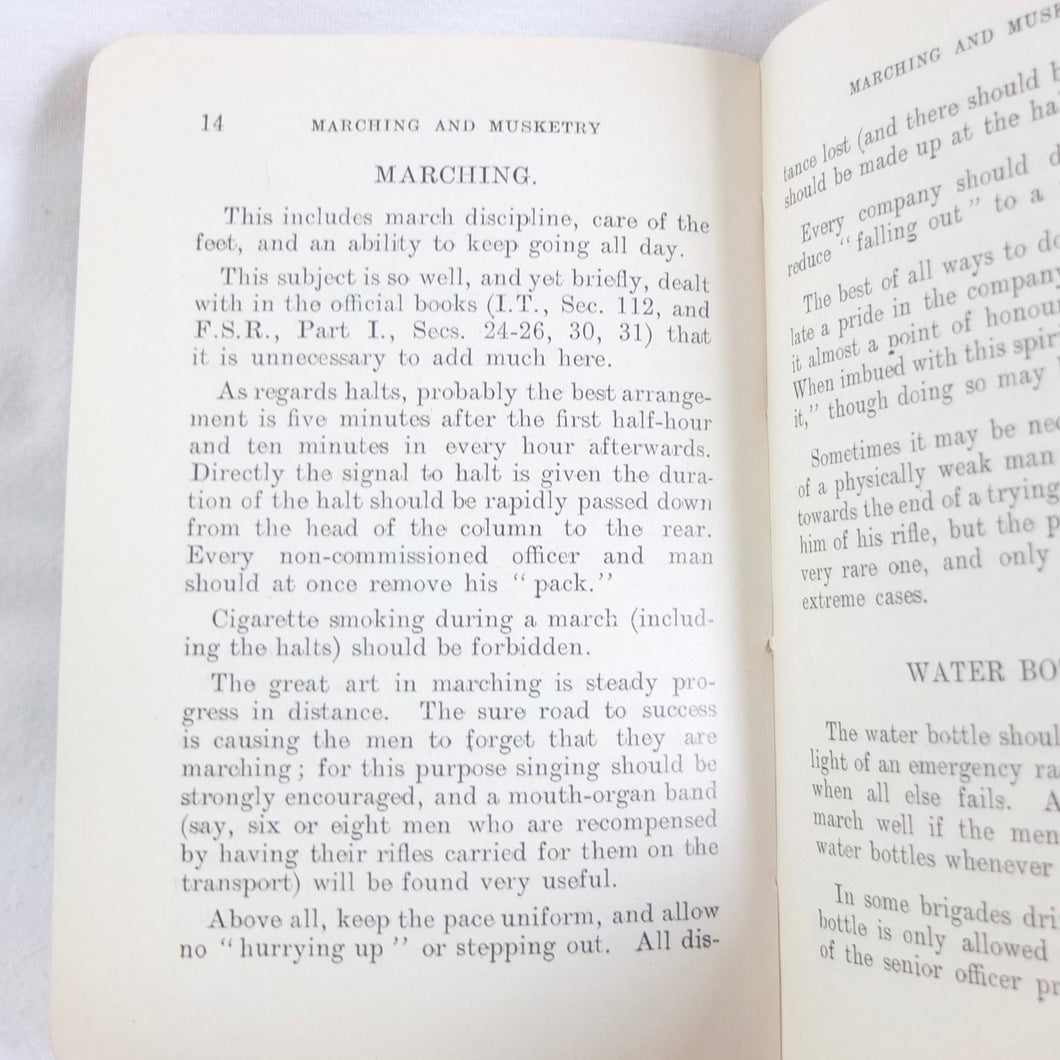 14 MARCHING AND MUSKETRY
MARCHING.
This includes march discipline, care of the
feet, and an ability to keep going all day.
This subject is so well, and yet briefly, dealt
with in the official books (I.T., Sec. 112, and
F.S.R., Part I., Secs. 24-26, 30, 31) that
it is unnecessary to add much here.
As regards halts, probably the best arrange-
ment is five minutes after the first half-hour
and ten minutes in every hour afterwards.
Directly the signal to halt is given the dura-
tion of the halt should be rapidly passed down
from the head of the column to the rear.
Every non-commissioned officer and man
should at once remove his “pack.”
Cigarette smoking during a march (includ-
ing the halts) should be forbidden.
The great art in marching is steady pro-
gress in distance. The sure road to success
is causing the men to forget that they are
marching; for this purpose singing should be
strongly encouraged, and a mouth-organ band
(say, six or eight men who are recompensed
by having their rifles carried for them on the
transport) will be found very useful.
Above all, keep the pace uniform, and allow
no “hurrying up” or stepping out. All dis-
MARCHING AND
tance lost (and there should
should be made up at the
Every company should
reduce “falling out” to a
The best of all ways to
late a pride in the company
it almost a point of
When imbued with this
it,” though doing so may
Sometimes it may be
of a physically weak man
towards the end of a trying
him of his rifle, but the
very rare one, and only
extreme cases.
WATER
The water bottle
light of an emergency
when all else fails.
march well if the men
water bottles whenever
In some brigades
bottle is only allowed
of the senior officer